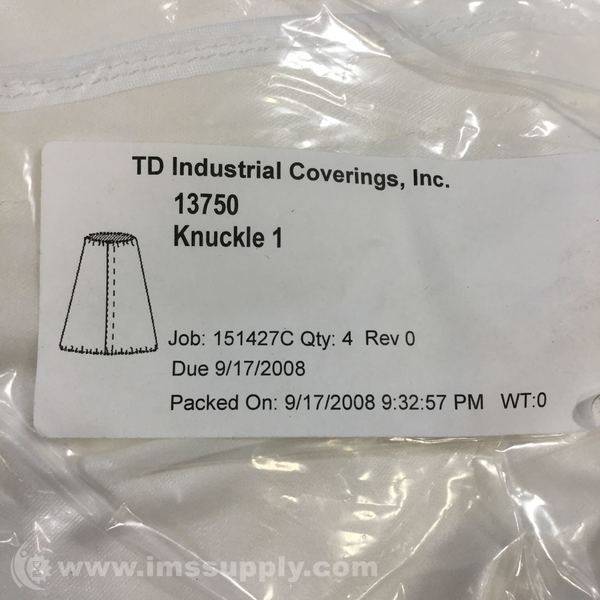 TD Industrial Coverings, Inc.
13750
Knuckle 1
Job: 151427C Qty: 4 Rev 0
Due 9/17/2008
Packed On: 9/17/2008 9:32:57 PM WT:0
www.imssupply.com